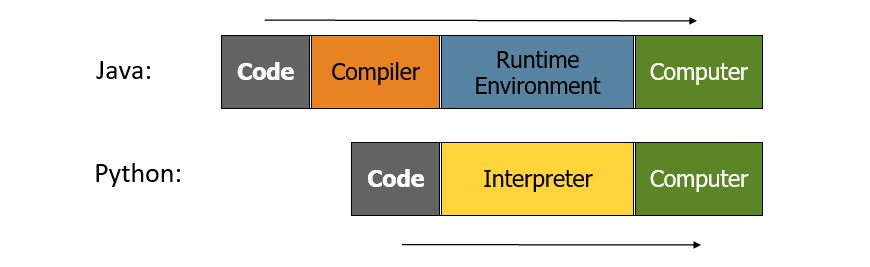 Java:
Code
Compiler
Runtime
Environment
Computer
Python:
Code
Interpreter
Computer